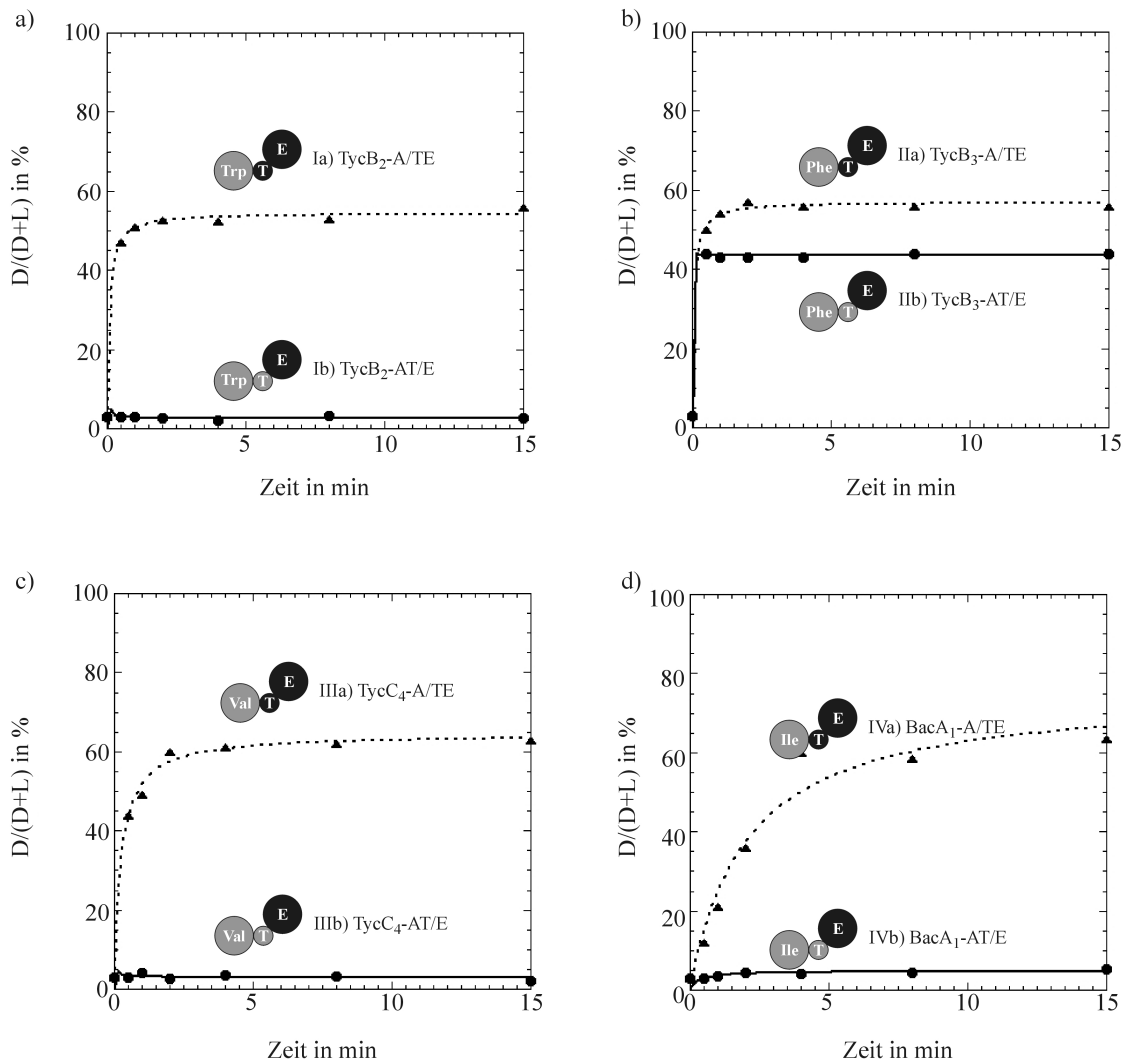 a)
100
80
60
40
20
0
D/(D+L) in %
E
Trp
T
Ia) TycB2-A/TE
E
Trp
T
Ib) TycB2-AT/E
0
5
10
15
Zeit in min
b)
100
80
60
40
20
0
D/(D+L) in %
E
Phe
T
IIa) TycB3-A/TE
E
Phe
T
IIb) TycB3-AT/E
0
5
10
15
Zeit in min
c)
100
80
60
40
20
0
D/(D+L) in %
E
Val
T
IIIa) TycC4-A/TE
E
Val
T
IIIb) TycC4-AT/E
0
5
10
15
Zeit in min
d)
100
80
60
40
20
0
D/(D+L) in %
E
Ile
T
IVa) BacA1-A/TE
E
Ile
T
IVb) BacA1-AT/E
0
5
10
15
Zeit in min